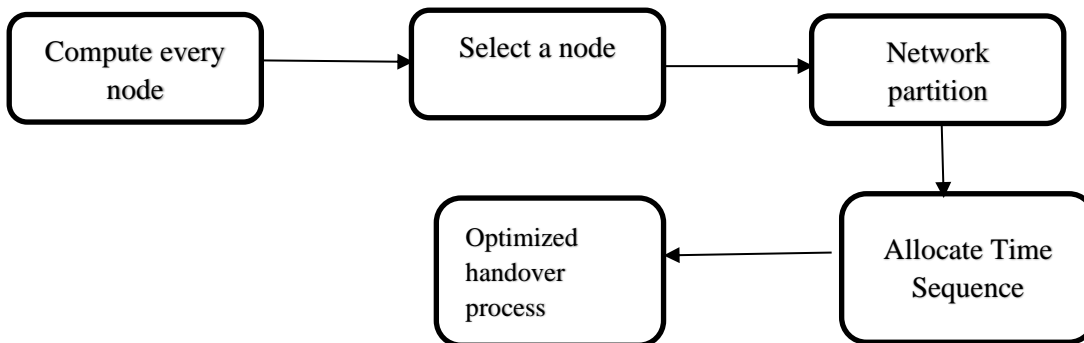 Compute every
node
Select a node
Network
partition
Allocate Time
Sequence
Optimized
handover
process